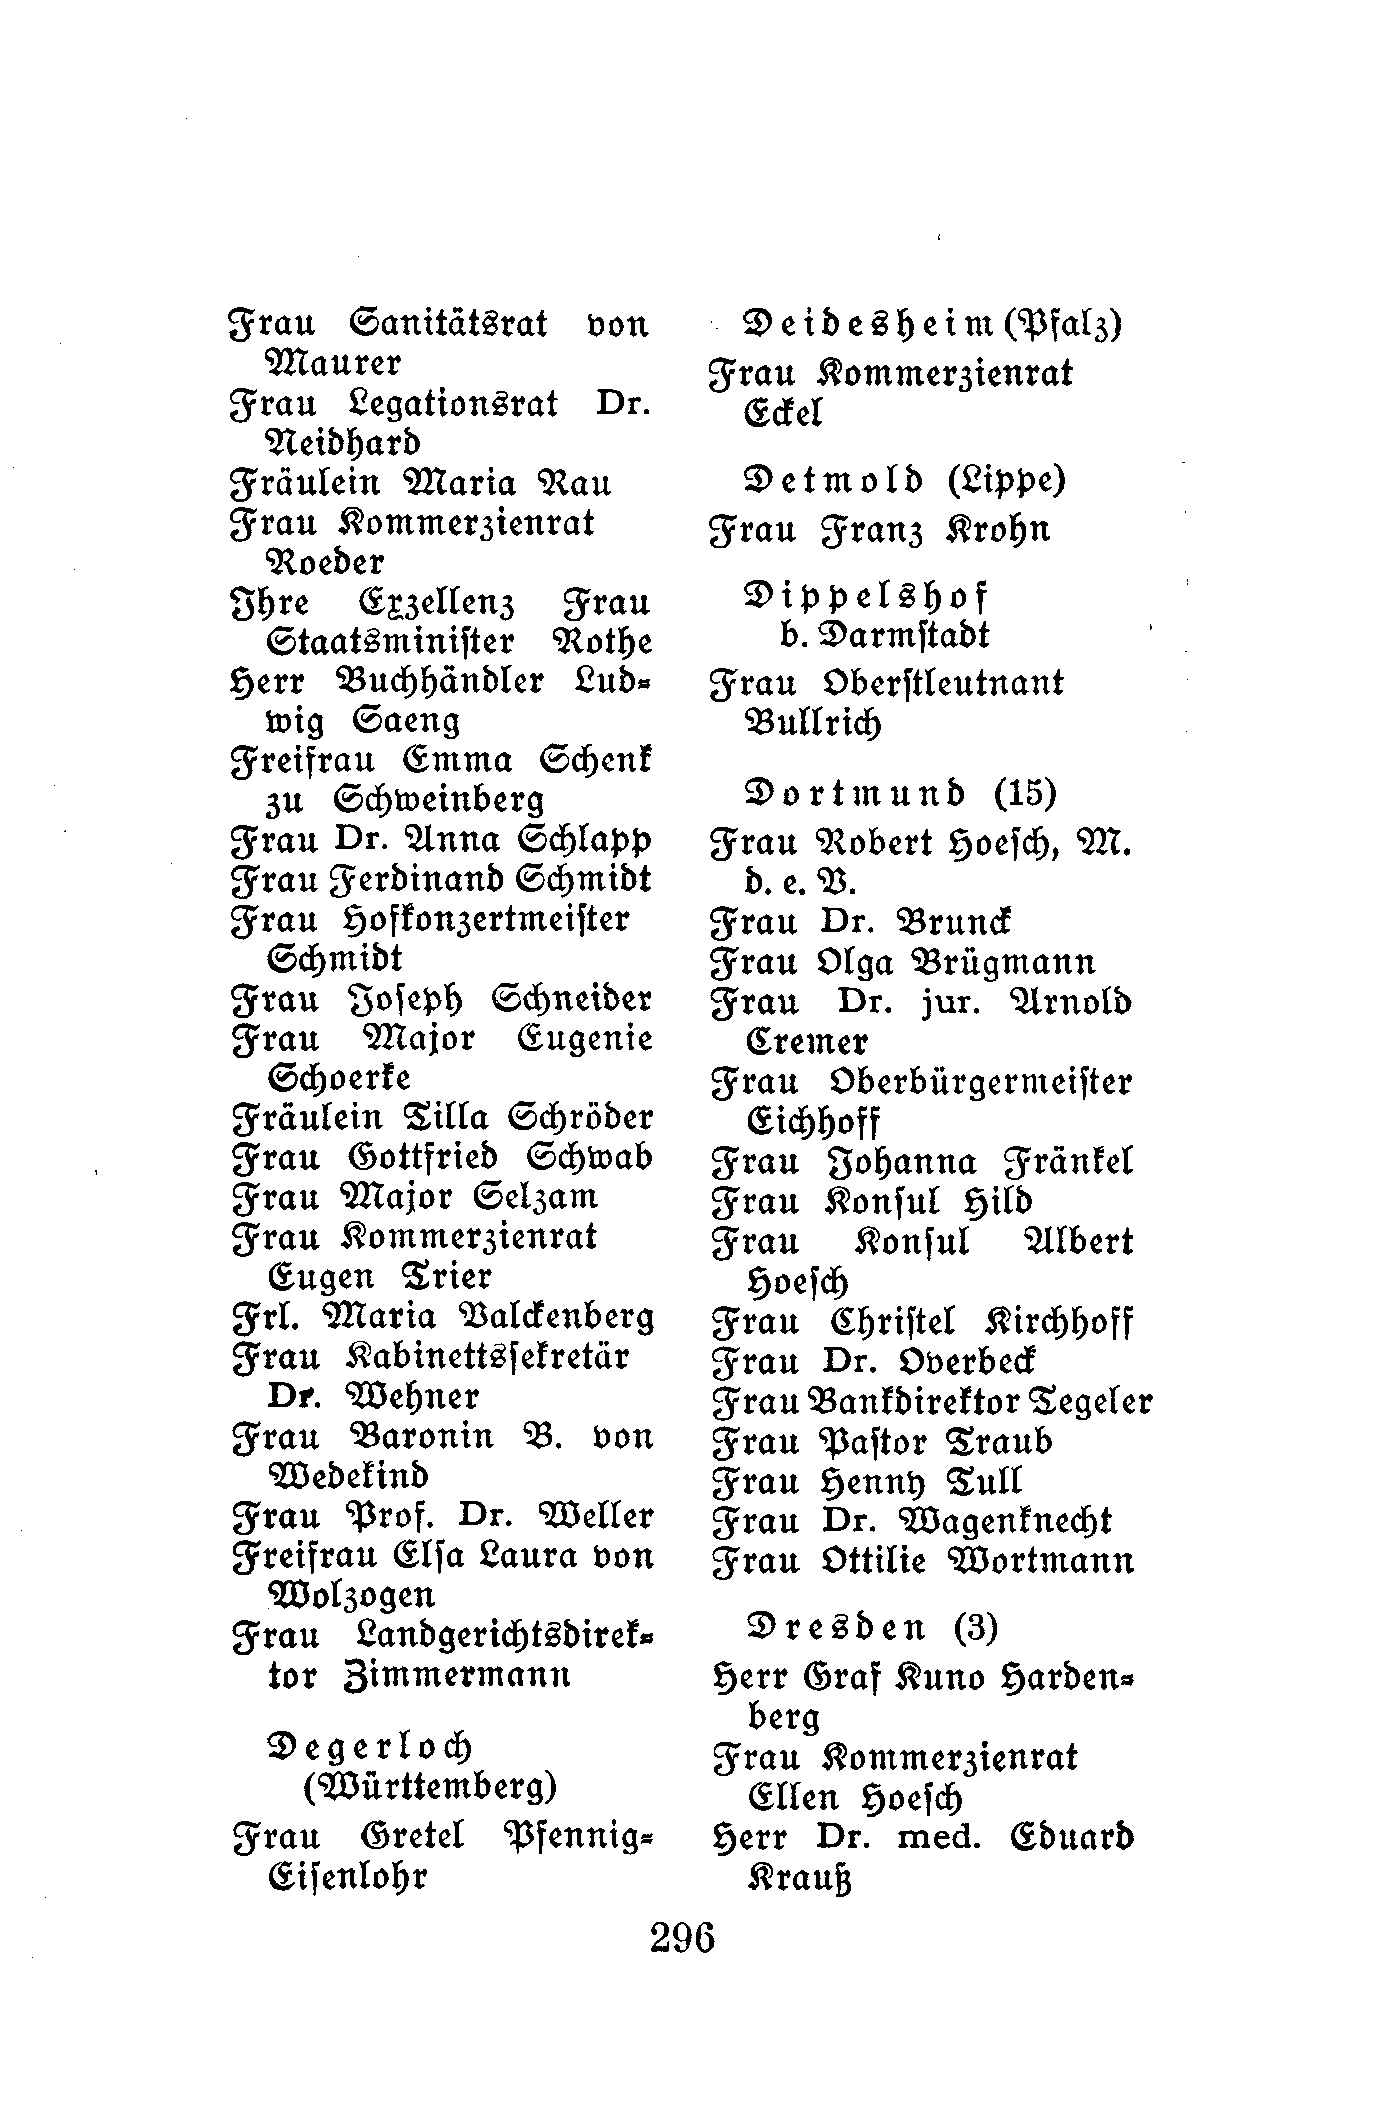 Frau Sanitätsrat von
Maurer
Frau Legationsrat Dr.
Neidhard
Fräulein Maria Rau
Frau Kommerzienrat
Roeder
Ihre Exzellenz Frau
Staatsminiſter Rothe
Herr Buchhändler Lud⸗
wig Saeng
Freifrau Emma Schenk
zu Schweinberg
Frau Dr. Anna Schlapp
Frau Ferdinand Schmidt
Frau Hofkonzertmeiſter
Schmidt
Frau Joſeph Schneider
Frau Major Eugenie
Schoerke
Fräulein Tilla Schröder
Frau Gottfried Schwab
Frau Major Selzam
Frau Kommerzienrat
Eugen Trier
Frl. Maria Valckenberg
Frau Kabinettsſekretär
Dr. Wehner
Frau Baronin B. von
Wedekind
Frau Prof. Dr. Weller
Freifrau Elſa Laura von
Wolzogen
Frau Landgerichtsdirek⸗
tor Zimmermann
Degerloch
(Württemberg)
Frau Gretel Pfennig⸗
Eiſenlohr
Deidesheim (Pfalz)
Frau Kommerzienrat
Eckel
Detmold (Lippe)
Frau Franz Krohn
Dippelshof
b. Darmſtadt
Frau Oberſtleutnant
Bullrich
Dortmund (15)
Frau Robert Hoeſch, M.
d. e. V.
Frau Dr. Brunck
Frau Olga Brügmann
Frau Dr. jur. Arnold
Cremer
Frau Oberbürgermeiſter
Eichhoff
Frau Johanna Fränkel
Frau Konſul Hild
Frau Konſul Albert
Hoeſch
Frau Chriſtel Kirchhoff
Frau Dr. Overbeck
Frau Bankdirektor Tegeler
Frau Paſtor Traub
Frau Henny Tull
Frau Dr. Wagenknecht
Frau Ottilie Wortmann
Dresden (3)
Herr Graf Kuno Harden⸗
berg
Frau Kommerzienrat
Ellen Hoeſch
Herr Dr. med. Eduard
Krauß
296